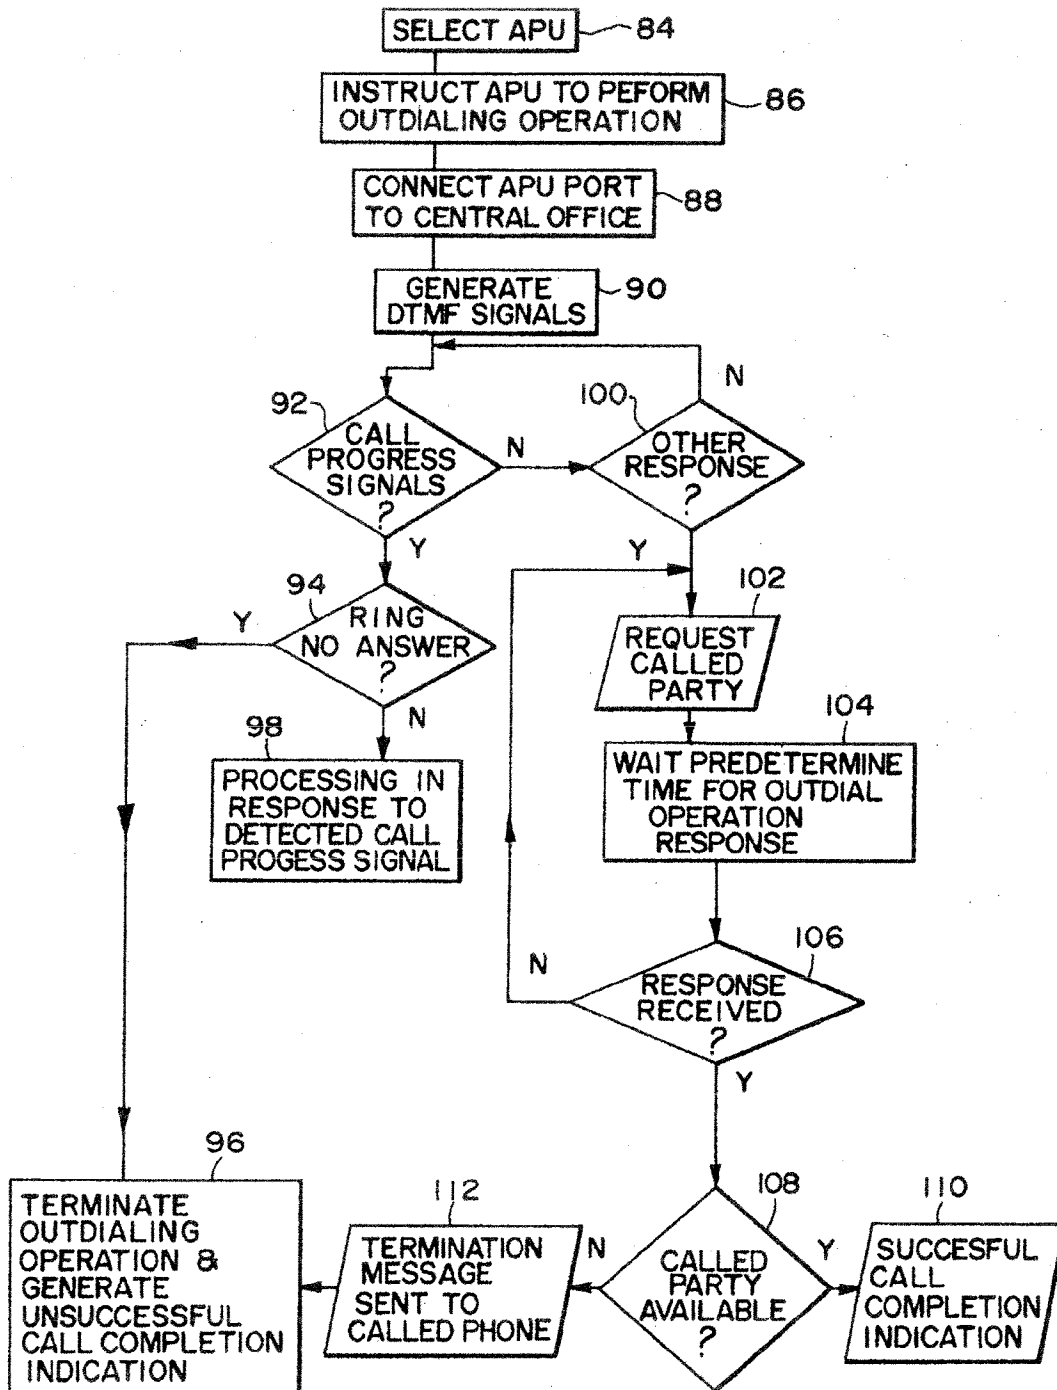 SELECT APU
84
INSTRUCT APU TO PEFORM
OUTDIALING OPERATION
86
CONNECT APU PORT
TO CENTRAL OFFICE
88
GENERATE
DTMF SIGNALS
90
N
92
CALL
PROGRESS
SIGNALS
?
N
100
OTHER
RESPONSE
?
Y
Y
94
RING
NO ANSWER
?
Y
N
102
REQUEST
CALLED
PARTY
98
PROCESSING IN
RESPONSE TO
DETECTED CALL
PROGESS SIGNAL
104
WAIT PREDETERMINE
TIME FOR OUTDIAL
OPERATION
RESPONSE
106
RESPONSE
RECEIVED
?
N
Y
96
TERMINATE
OUTDIALING
OPERATION &
GENERATE
UNSUCCESSFUL
CALL COMPLETION
INDICATION
112
TERMINATION
MESSAGE
SENT TO
CALLED PHONE
N
108
CALLED
PARTY
AVAILABLE
?
Y
110
SUCCESFUL
CALL
COMPLETION
INDICATION